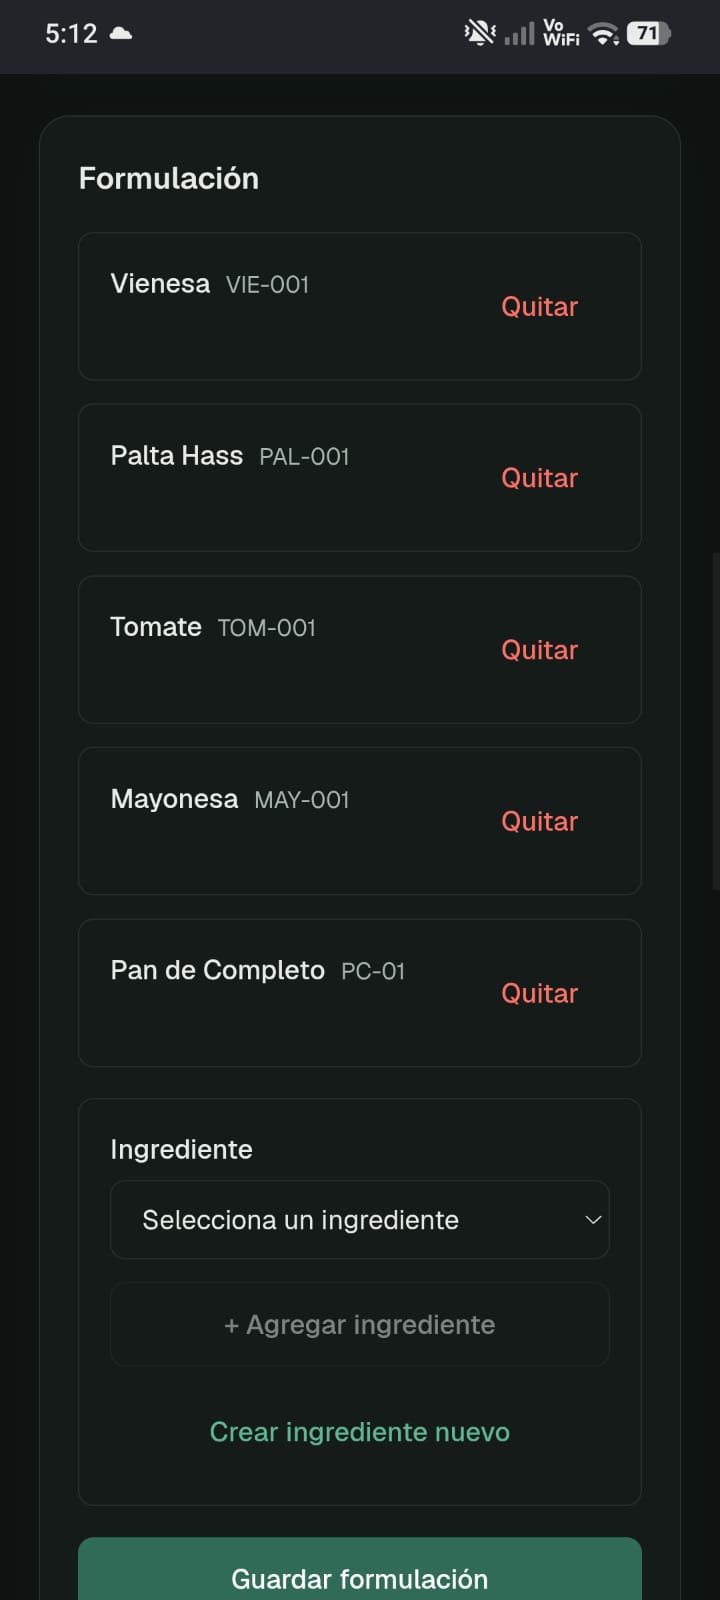 5:12
Vo
WiFi
71
Formulación
Vienesa VIE-001
Quitar
Palta Hass PAL-001
Quitar
Tomate TOM-001
Quitar
Mayonesa MAY-001
Quitar
Pan de Completo PC-01
Quitar
Ingrediente
Selecciona un ingrediente
+ Agregar ingrediente
Crear ingrediente nuevo
Guardar formulación